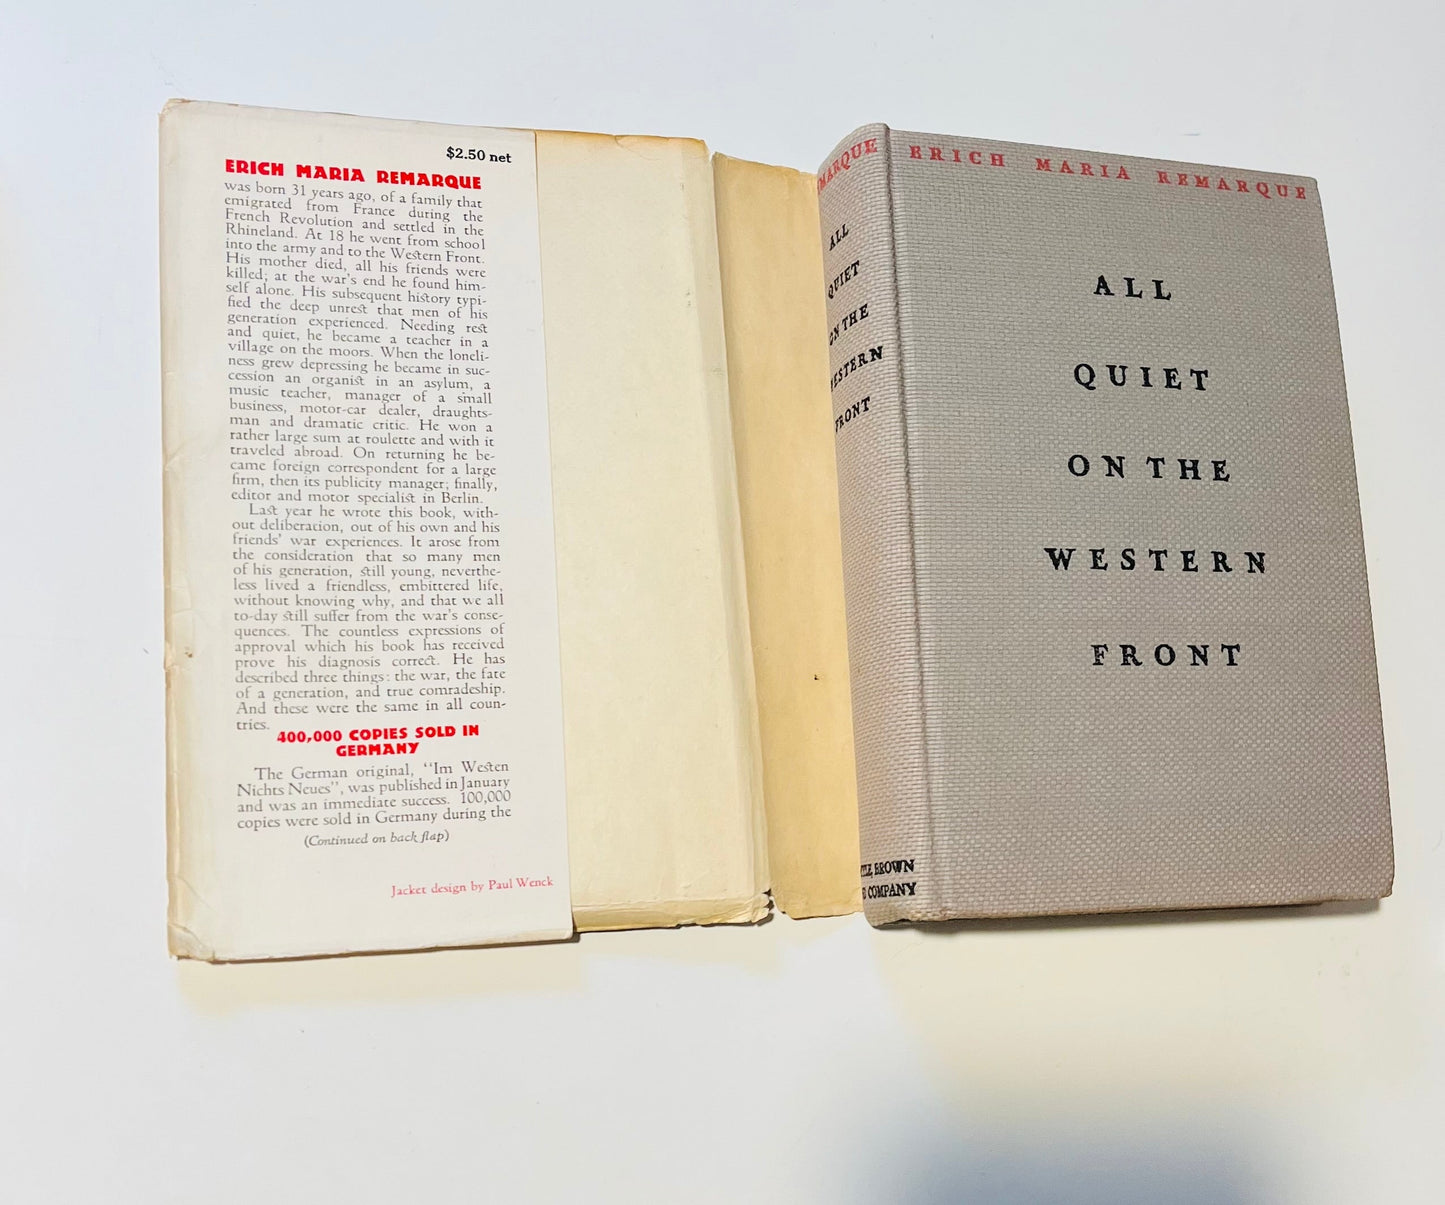 $2.50 net
ERICH MARIA REMARQUE
was born 31 years ago, of a family that
emigrated from France during the
French Revolution and settled in the
Rhineland. At 18 he went from school
into the army and to the Western Front.
His mother died, all his friends were
killed; at the war's end he found him-
self alone. His subsequent history typi-
fied the deep unrest that men of his
generation experienced. Needing rest
and quiet, he became a teacher in a
village on the moors. When the loneli-
ness grew depressing he became in suc-
cession an organist in an asylum, a
music teacher, manager of a small
business, motor-car dealer, draughts-
man and dramatic critic. He won a
rather large sum at roulette and with it
traveled abroad. On returning he be-
came foreign correspondent for a large
firm, then its publicity manager; finally,
editor and motor specialist in Berlin.
Last year he wrote this book, with-
out deliberation, out of his own and his
friends' war experiences. It arose from
the consideration that so many men
of his generation, still young, neverthe-
less lived a friendless, embittered life,
without knowing why, and that we all
to-day still suffer from the war's conse-
quences. The countless expressions of
approval which his book has received
prove his diagnosis correct. He has
described three things: the war, the fate
of a generation, and true comradeship.
And these were the same in all coun-
tries.
400,000 COPIES SOLD IN
GERMANY
The German original, "Im Westen
Nichts Neues", was published in January
and was an immediate success. 100,000
copies were sold in Germany during the
(Continued on back flap)
Jacket design by Paul Wenck
MARQUE
ALL
QUIET
ON THE
WESTERN
FRONT
TLE, BROWN
COMPANY
ERICH MARIA REMARQUE
ALL
QUIET
ON THE
WESTERN
FRONT